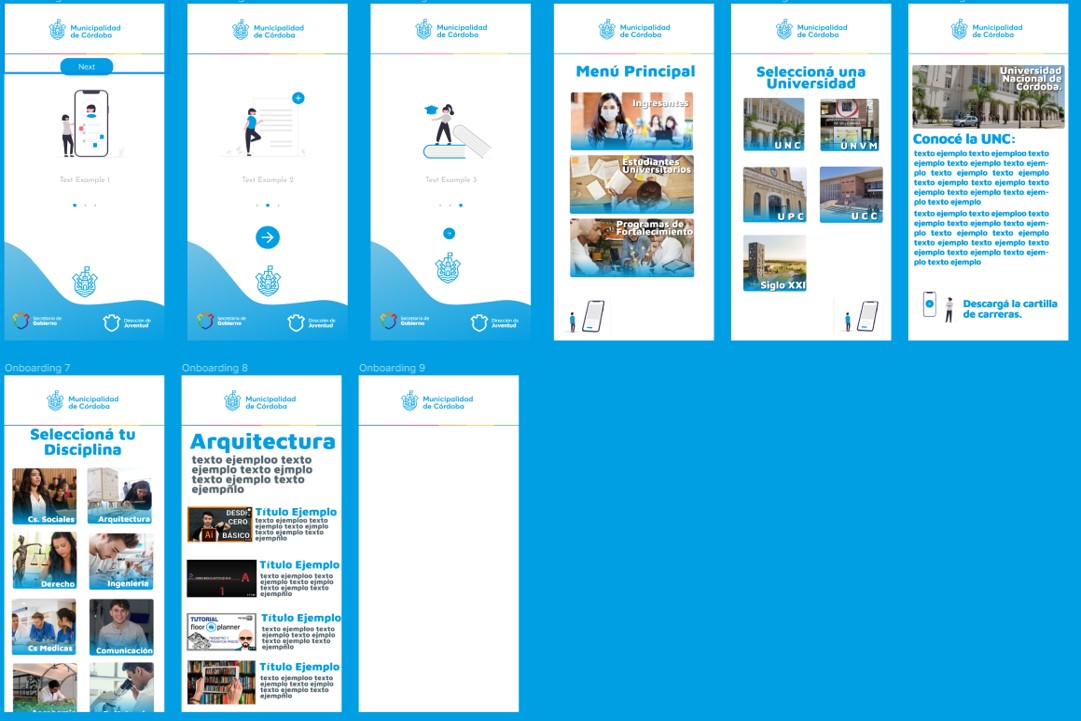 Municipalidad
de Córdoba
Next
Text Example 1
Secretaría de
Gobierno
Dirección de
Juventud
Municipalidad
de Córdoba
Text Example 2
Secretaría de
Gobierno
Dirección de
Juventud
Municipalidad
de Córdoba
Text Example 3
Secretaría de
Gobierno
Dirección de
Juventud
Municipalidad
de Córdoba
Menú Principal
Ingresantes
Estudiantes
Universitarios
Programas de
Fortalecimiento
Municipalidad
de Córdoba
Seleccioná una
Universidad
UNC
UNVM
UPC
UCC
Siglo XXI
Municipalidad
de Córdoba
Universidad
Nacional de
Córdoba.
Conocé la UNC:
texto ejemplo texto ejemploo texto
ejemplo texto ejemplo texto ejem-
plo texto ejemplo texto ejemplo
texto ejemplo texto ejemplo texto
ejemplo texto ejemplo texto ejem-
plo texto ejemplo
texto ejemplo texto ejemploo texto
ejemplo texto ejemplo texto ejem-
plo texto ejemplo texto ejemplo
texto ejemplo texto ejemplo texto
ejemplo texto ejemplo texto ejem-
plo texto ejemplo
Descargá la cartilla
de carreras.
Onboarding 7
Municipalidad
de Córdoba
Seleccioná tu
Disciplina
Cs. Sociales
Arquitectura
Derecho
Ingeniería
Cs Medicas
Comunicación
Onboarding 8
Municipalidad
de Córdoba
Arquitectura
texto ejemploo texto
ejemplo texto ejmplo
texto ejemplo texto
ejempñlo
DESDE
CERO
Ai
BÁSICO
Título Ejemplo
texto ejemploo texto
ejemplo texto ejmplo
texto ejemplo texto
ejempñlo
A
1
Título Ejemplo
texto ejemploo texto
ejemplo texto ejmplo
texto ejemplo texto
ejempñlo
TUTORIAL
floor planner
Título Ejemplo
texto ejemploo texto
ejemplo texto ejmplo
texto ejemplo texto
ejempñlo
Título Ejemplo
texto ejemploo texto
ejemplo texto ejmplo
texto ejemplo texto
ejempñlo
Onboarding 9
Municipalidad
de Córdoba